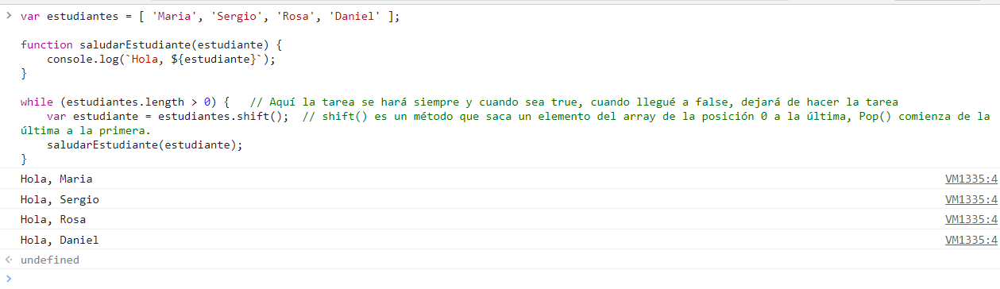 var estudiantes = [ 'Maria', 'Sergio', 'Rosa', 'Daniel' ];
function saludarEstudiante(estudiante) {
console.log(`Hola, ${estudiante}`);
}
while (estudiantes.length > 0) {   // Aquí la tarea se hará siempre y cuando sea true, cuando llegué a false, dejará de hacer la tarea
var estudiante = estudiantes.shift();  // shift() es un método que saca un elemento del array de la posición 0 a la última, Pop() comienza de la
última a la primera.
saludarEstudiante(estudiante);
}
Hola, Maria VM1335:4
Hola, Sergio VM1335:4
Hola, Rosa VM1335:4
Hola, Daniel VM1335:4
undefined